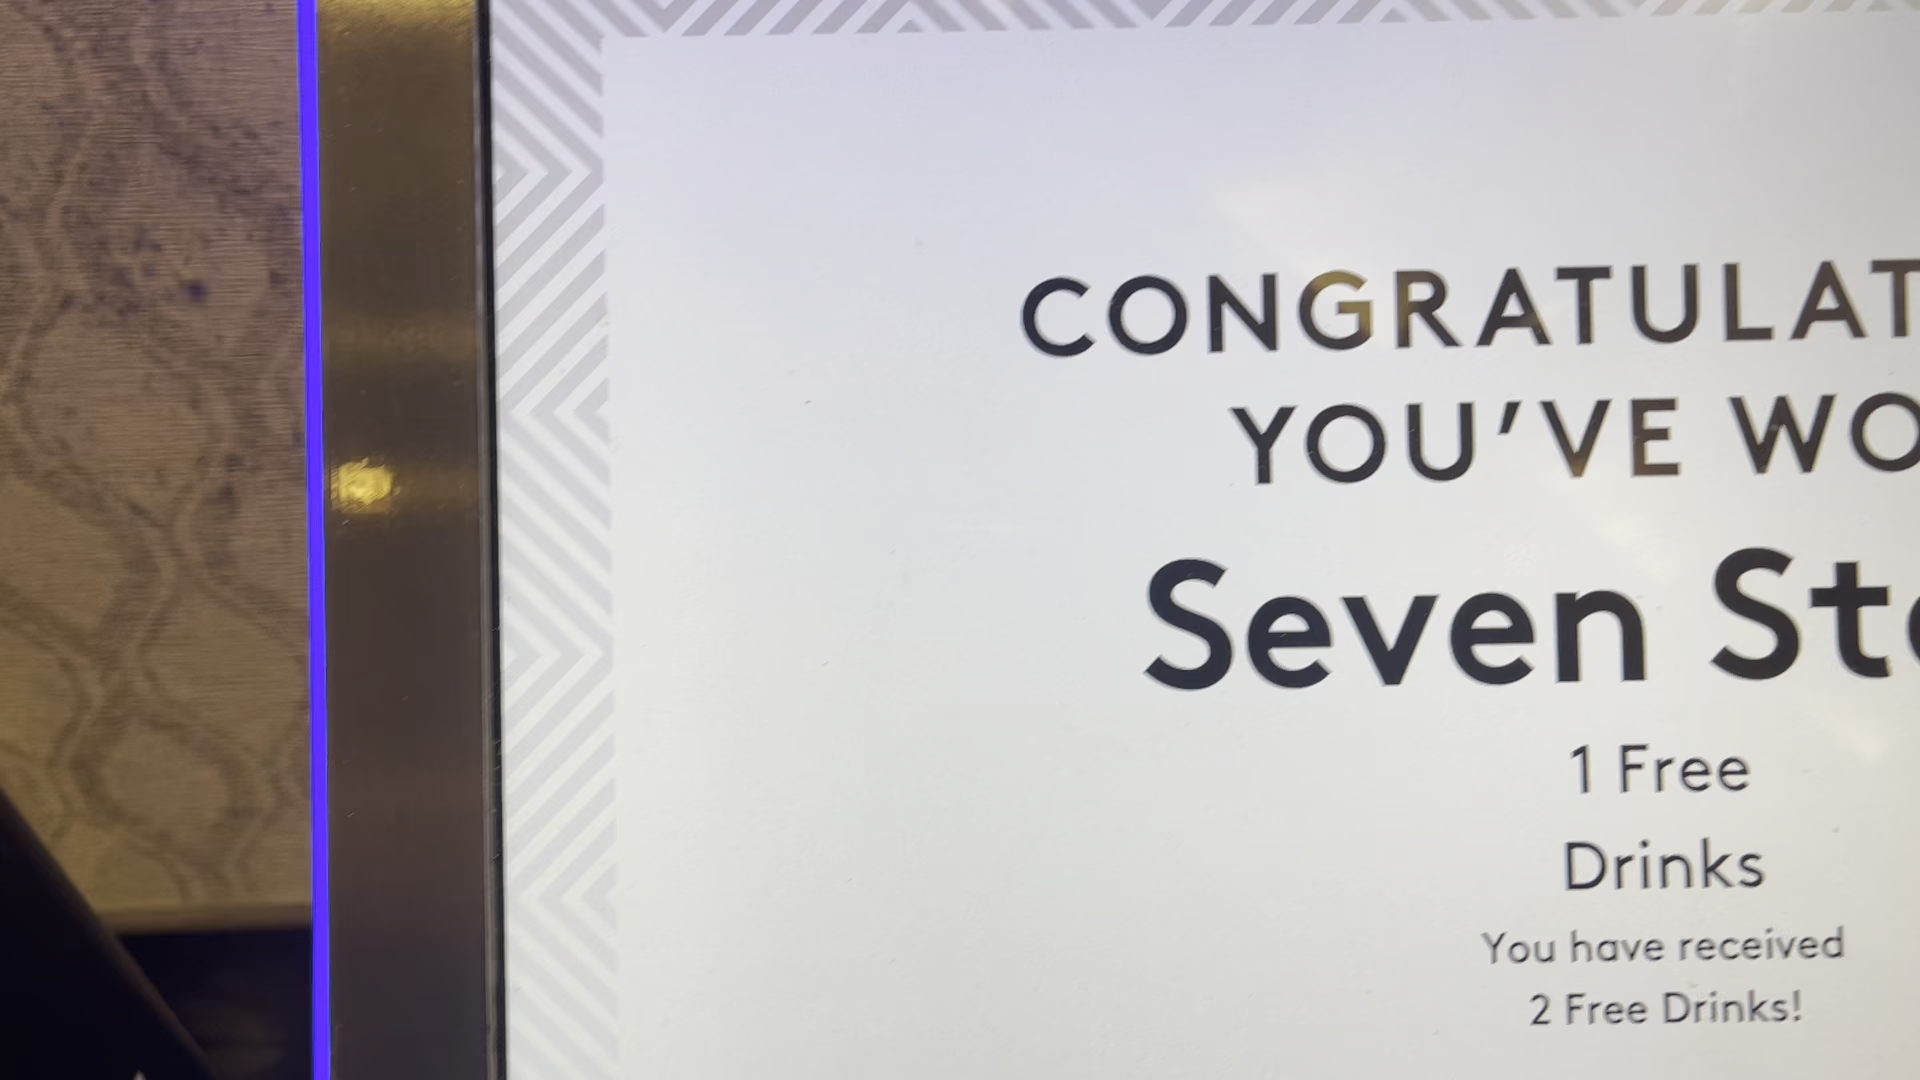 CONGRATULAT
YOU'VE WO
Seven St
1 Free
Drinks
You have received
2 Free Drinks!